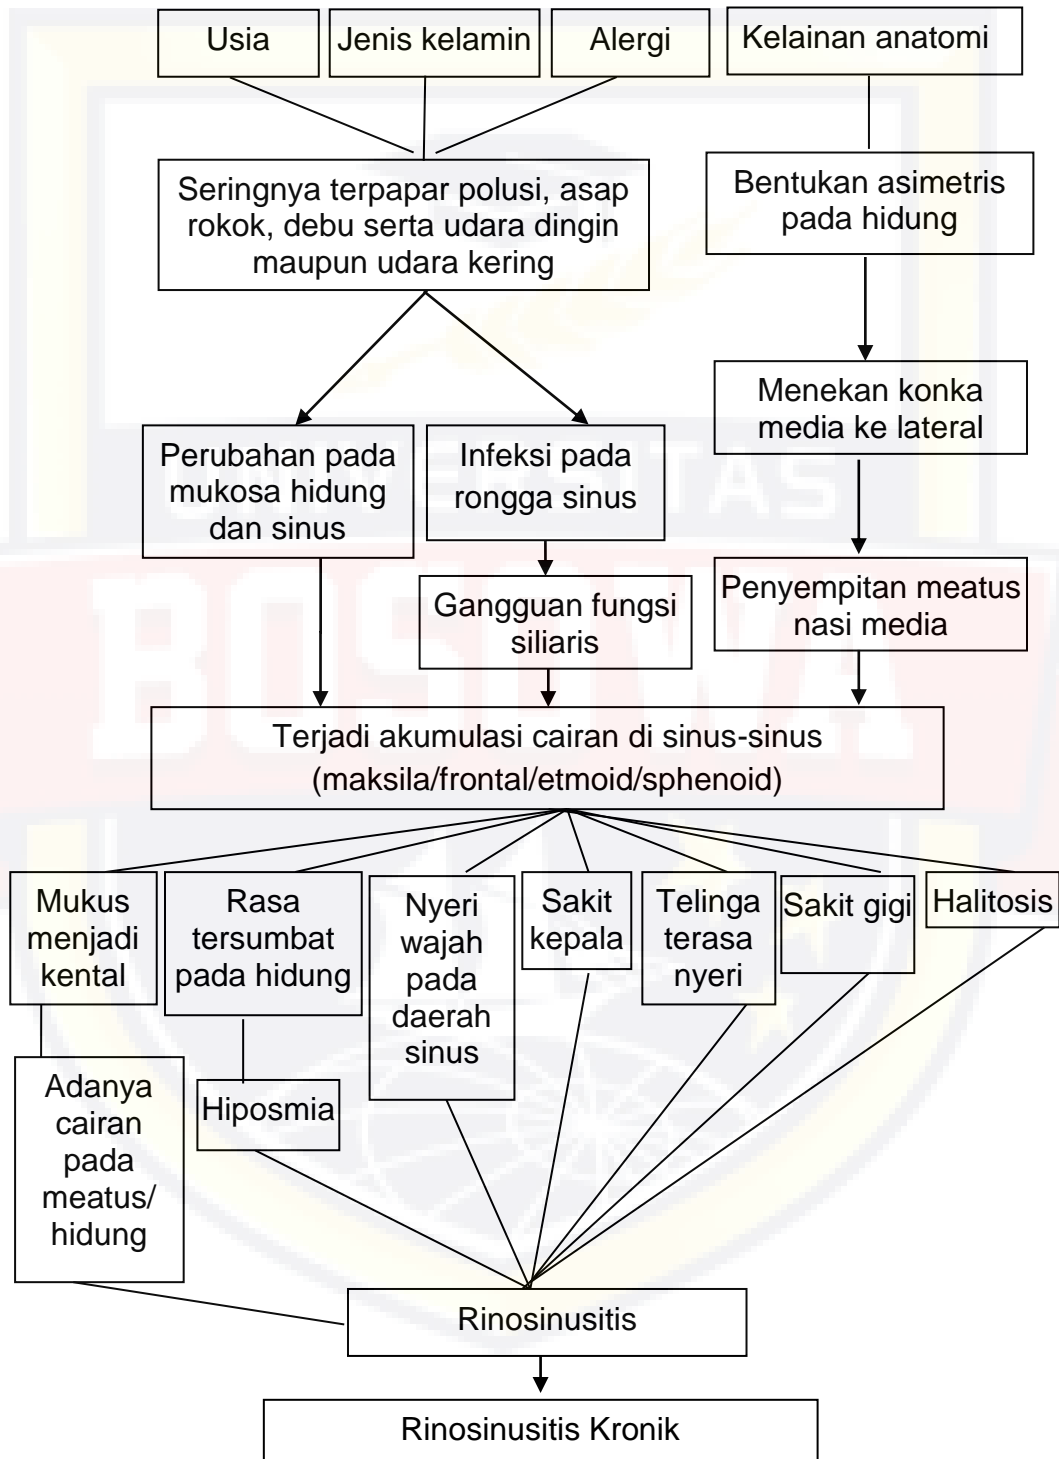 Usia
Jenis kelamin
Alergi
Kelainan anatomi
Seringnya terpapar polusi, asap
rokok, debu serta udara dingin
maupun udara kering
Bentukan asimetris
pada hidung
Menekan konka
media ke lateral
Perubahan pada
mukosa hidung
dan sinus
Infeksi pada
rongga sinus
UNIVERSITAS
Penyempitan meatus
nasi media
Gangguan fungsi
siliaris
BOSOWA
Terjadi akumulasi cairan di sinus-sinus
(maksila/frontal/etmoid/sphenoid)
Mukus
menjadi
kental
Rasa
tersumbat
pada hidung
Nyeri
wajah
pada
daerah
sinus
Sakit
kepala
Telinga
terasa
nyeri
Sakit gigi
Halitosis
Adanya
cairan
pada
meatus/
hidung
Hiposmia
Rinosinusitis
Rinosinusitis Kronik